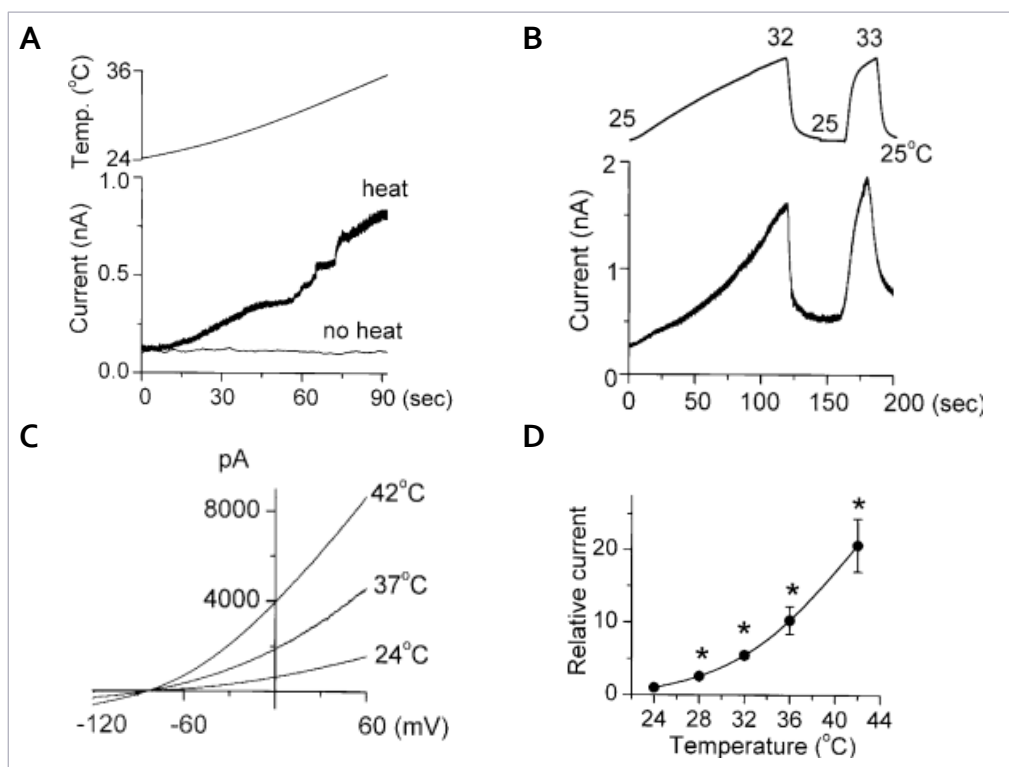 A
Temp. (°C)
36
24
Current (nA)
1.0
0.5
0.0
heat
no heat
0 30 60 90 (sec)
B
32 33
25 25 25°C
Current (nA)
2
1
0
0 50 100 150 200 (sec)
C
pA
8000
4000
42°C
37°C
24°C
-120 -60 60 (mV)
D
Relative current
20
10
0
* * * *
24 28 32 36 40 44
Temperature (°C)